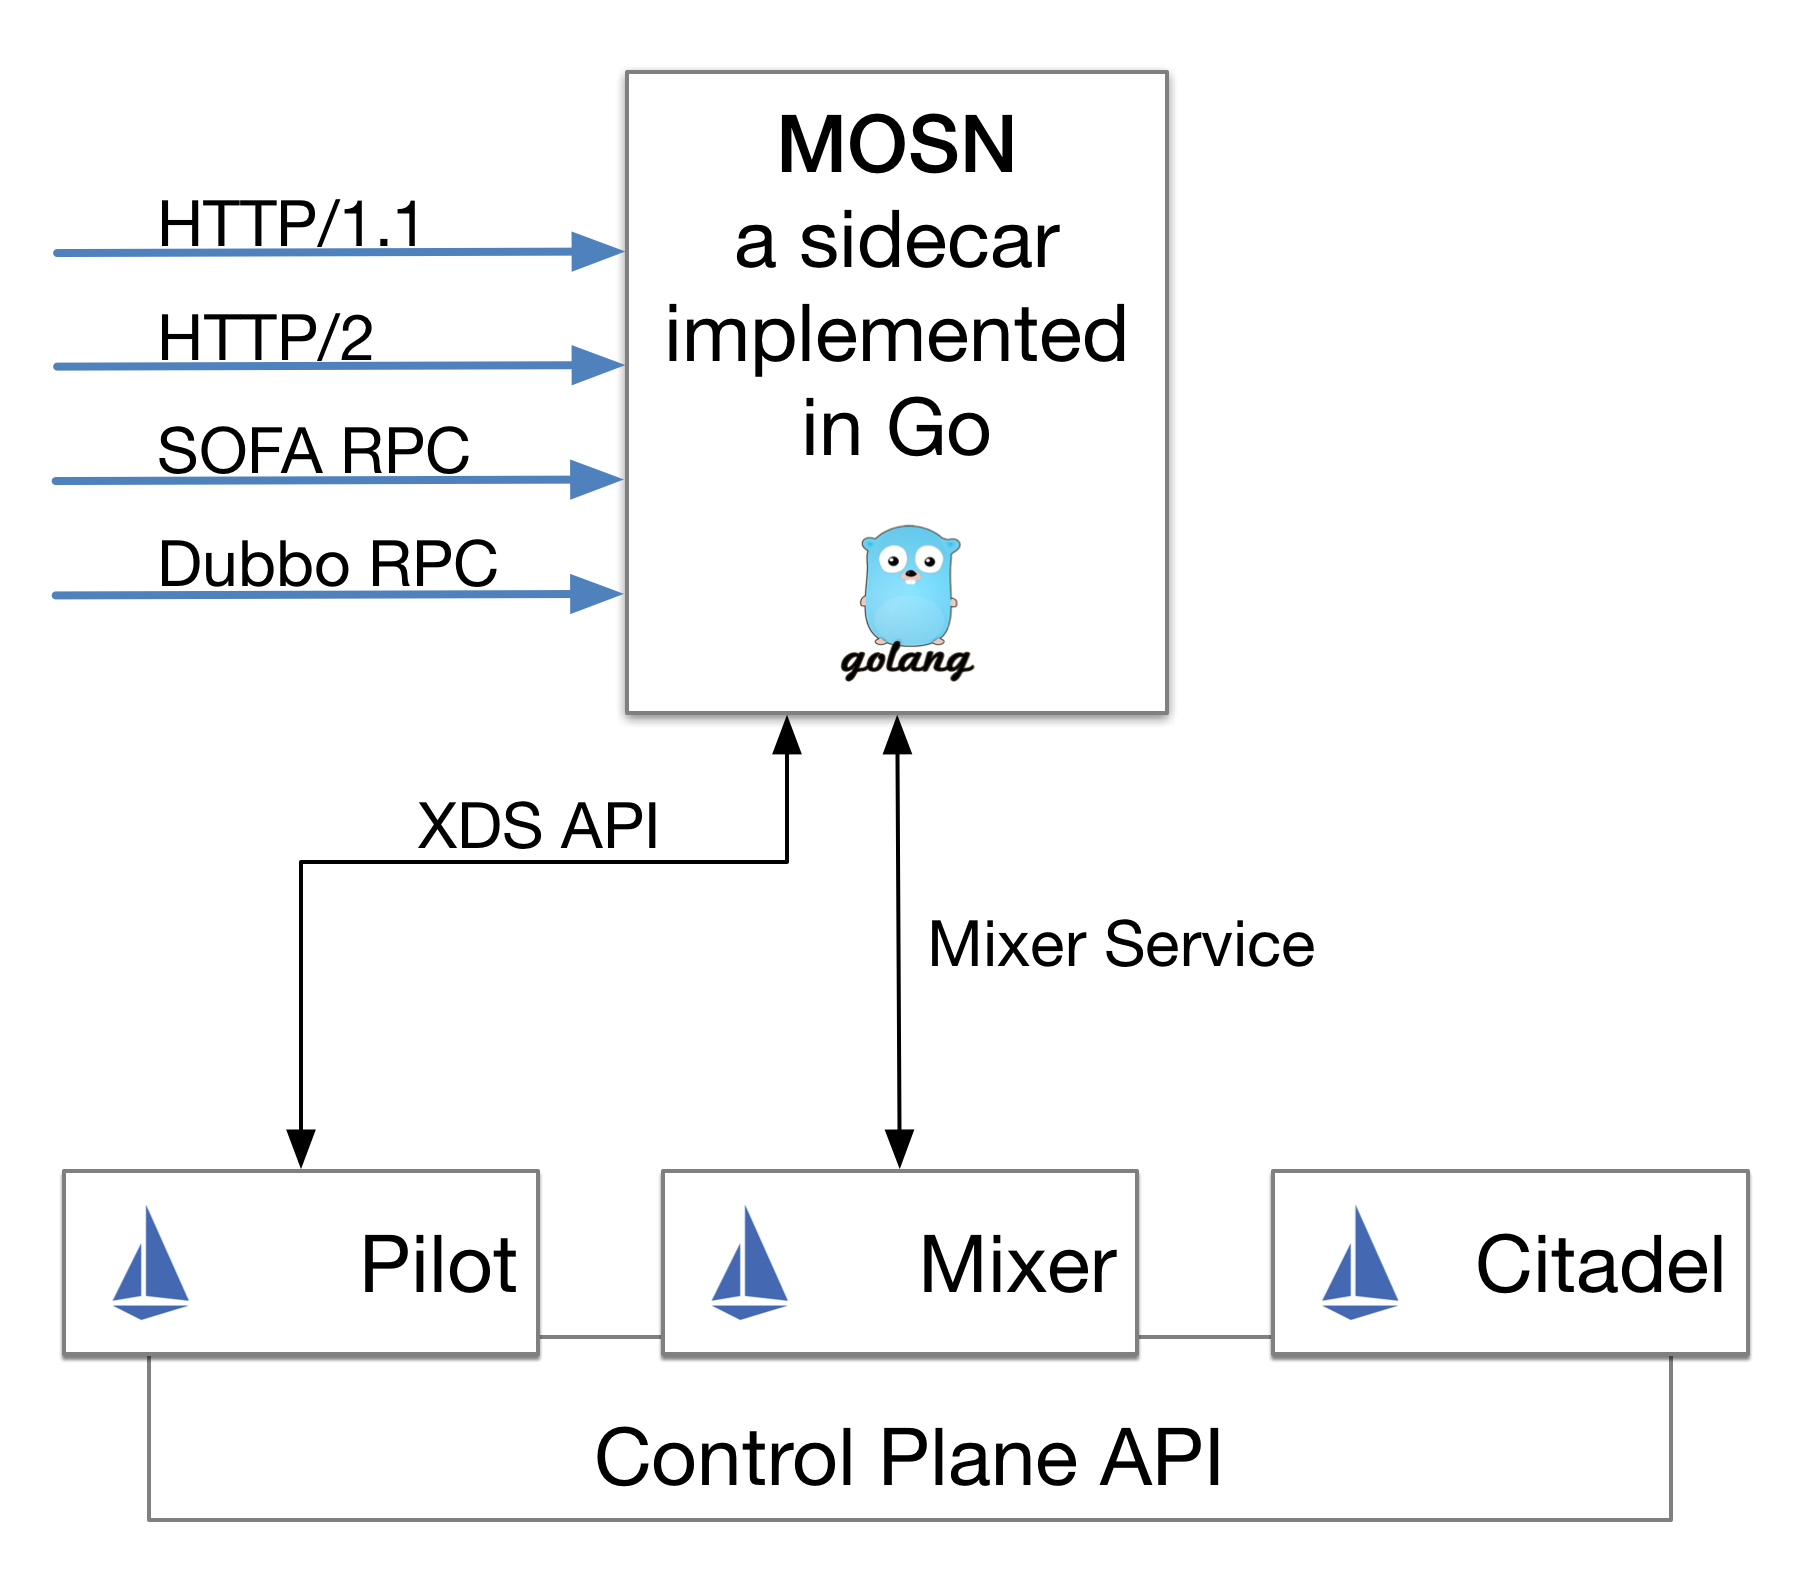 MOSN
a sidecar
implemented
in Go
golang
HTTP/1.1
HTTP/2
SOFA RPC
Dubbo RPC
XDS API
Mixer Service
Pilot
Mixer
Citadel
Control Plane API